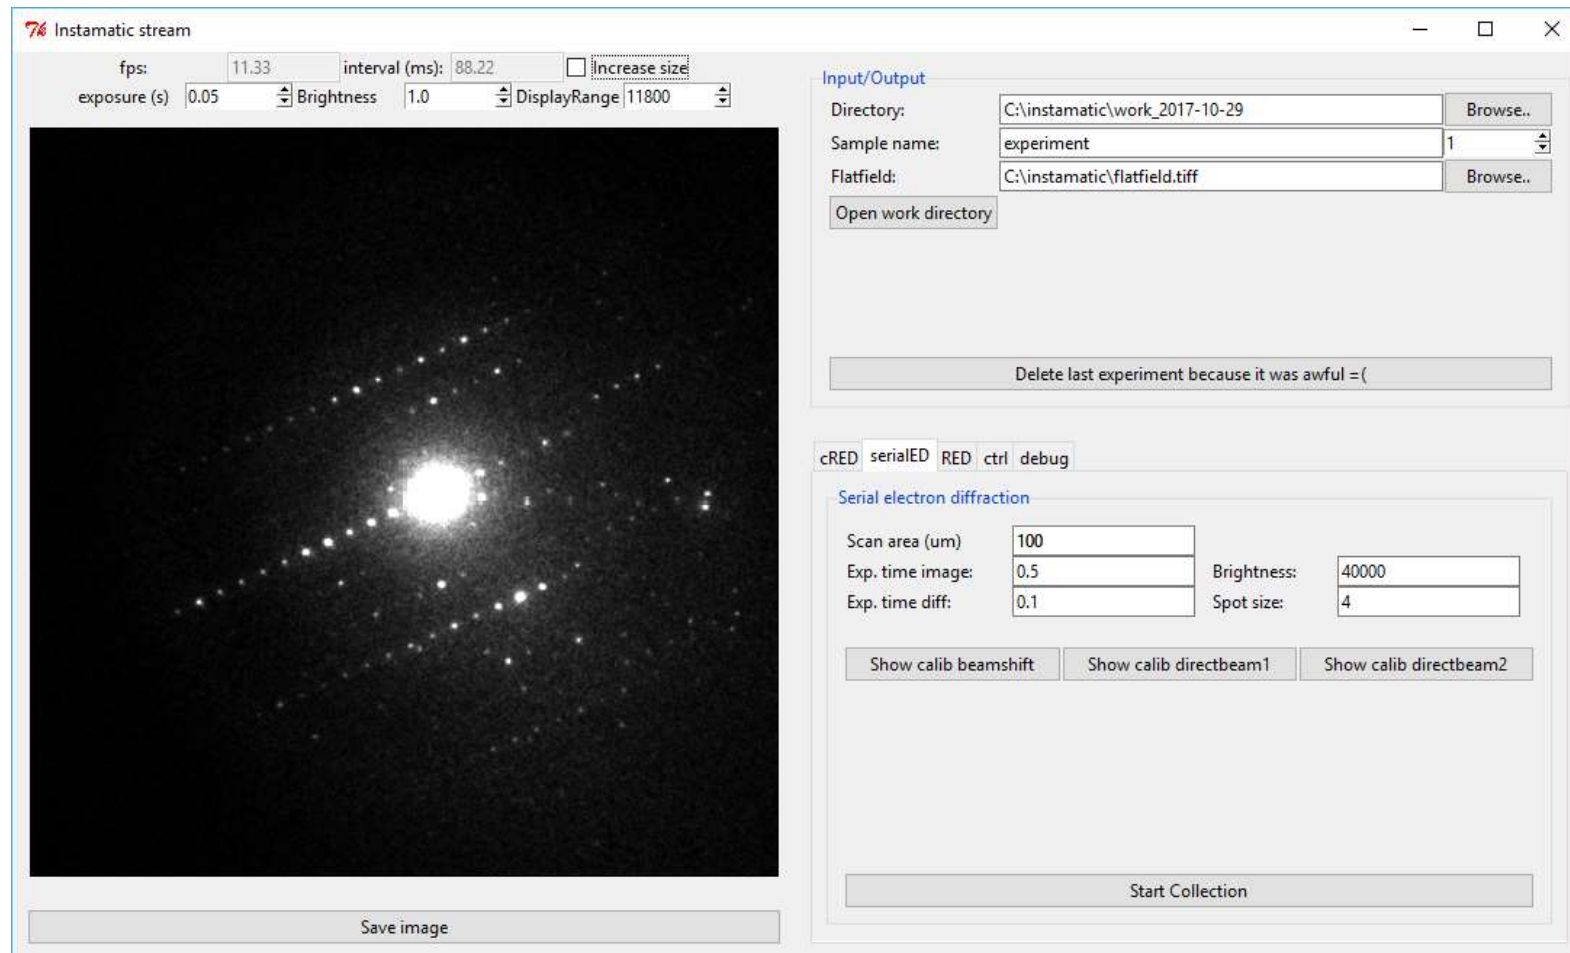 Instamatic stream
fps: 11.33 interval (ms): 88.22 Increase size
exposure (s) 0.05 Brightness 1.0 DisplayRange 11800
Save image
Input/Output
Directory: C:\instamatic\work_2017-10-29 Browse..
Sample name: experiment 1
Flatfield: C:\instamatic\flatfield.tiff Browse..
Open work directory
Delete last experiment because it was awful =(
cRED serialED RED ctrl debug
Serial electron diffraction
Scan area (um) 100
Exp. time image: 0.5 Brightness: 40000
Exp. time diff: 0.1 Spot size: 4
Show calib beamshift Show calib directbeam1 Show calib directbeam2
Start Collection